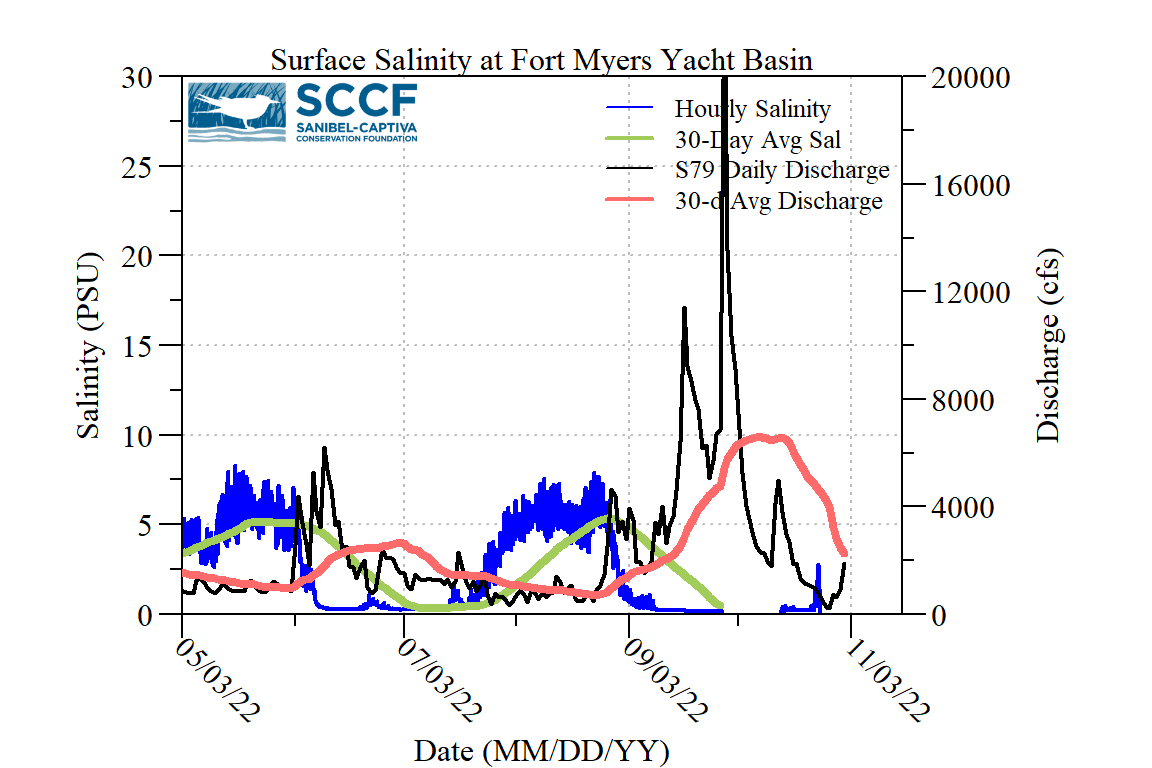 Surface Salinity at Fort Myers Yacht Basin
SCCF
SANIBEL-CAPTIVA
CONSERVATION FOUNDATION
Hourly Salinity
30-Day Avg Sal
S79 Daily Discharge
30-d Avg Discharge
30
25
20
15
10
5
0
Salinity (PSU)
20000
16000
12000
8000
4000
0
Discharge (cfs)
05/03/22
07/03/22
09/03/22
11/03/22
Date (MM/DD/YY)